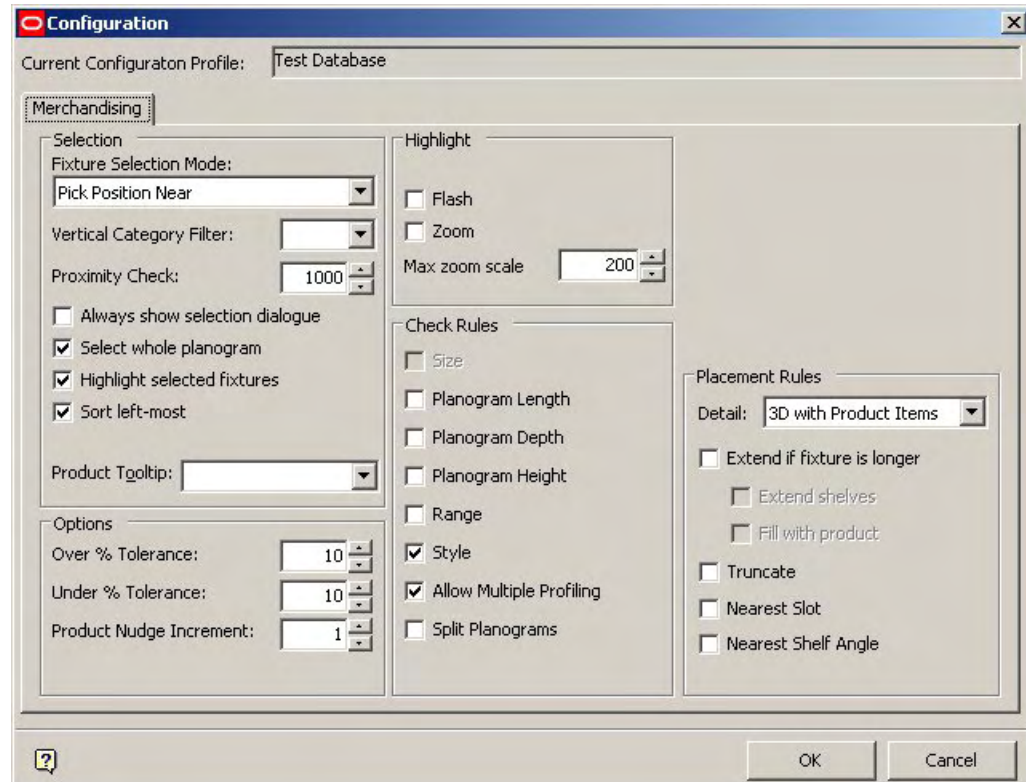 Configuration
Current Configuraton Profile: Test Database
Merchandising
Selection
Fixture Selection Mode:
Pick Position Near
Vertical Category Filter:
Proximity Check: 1000
Always show selection dialogue
Select whole planogram
Highlight selected fixtures
Sort left-most
Product Tooltip:
Options
Over % Tolerance: 10
Under % Tolerance: 10
Product Nudge Increment: 1
Highlight
Flash
Zoom
Max zoom scale 200
Check Rules
Size
Planogram Length
Planogram Depth
Planogram Height
Range
Style
Allow Multiple Profiling
Split Planograms
Placement Rules
Detail: 3D with Product Items
Extend if fixture is longer
Extend shelves
Fill with product
Truncate
Nearest Slot
Nearest Shelf Angle
OK Cancel